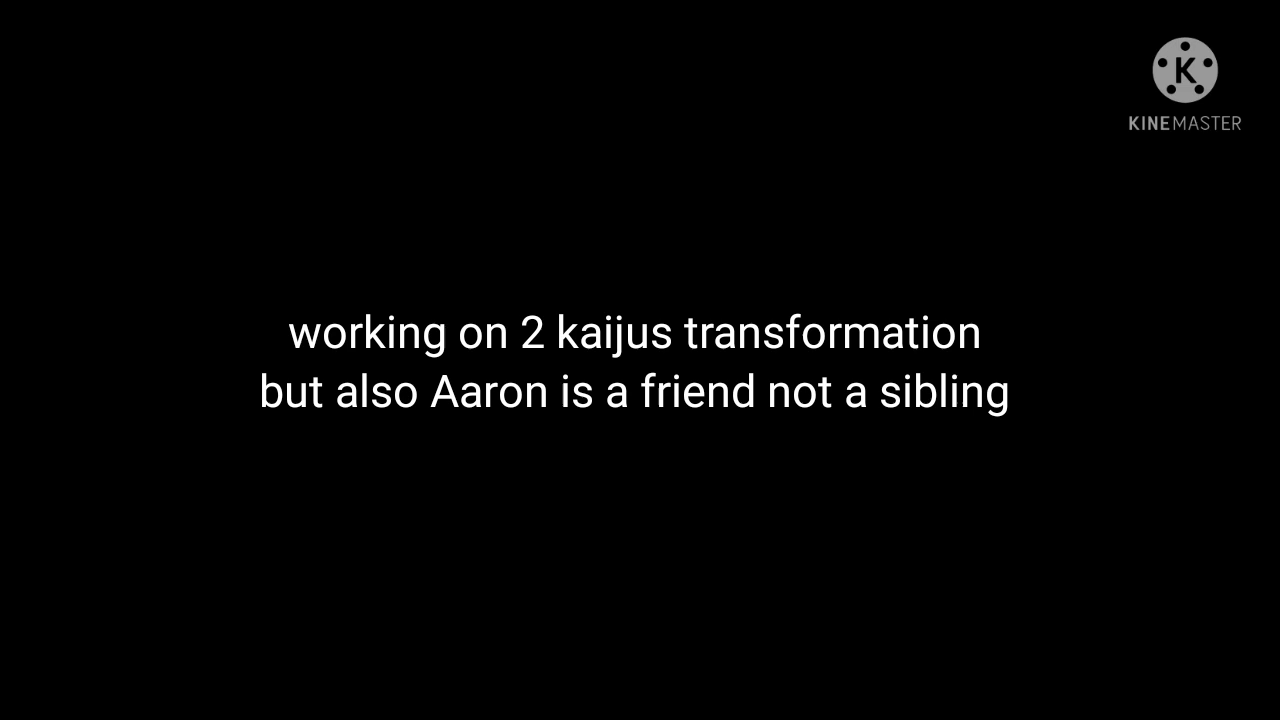 K
KINEMASTER
working on 2 kaijus transformation
but also Aaron is a friend not a sibling